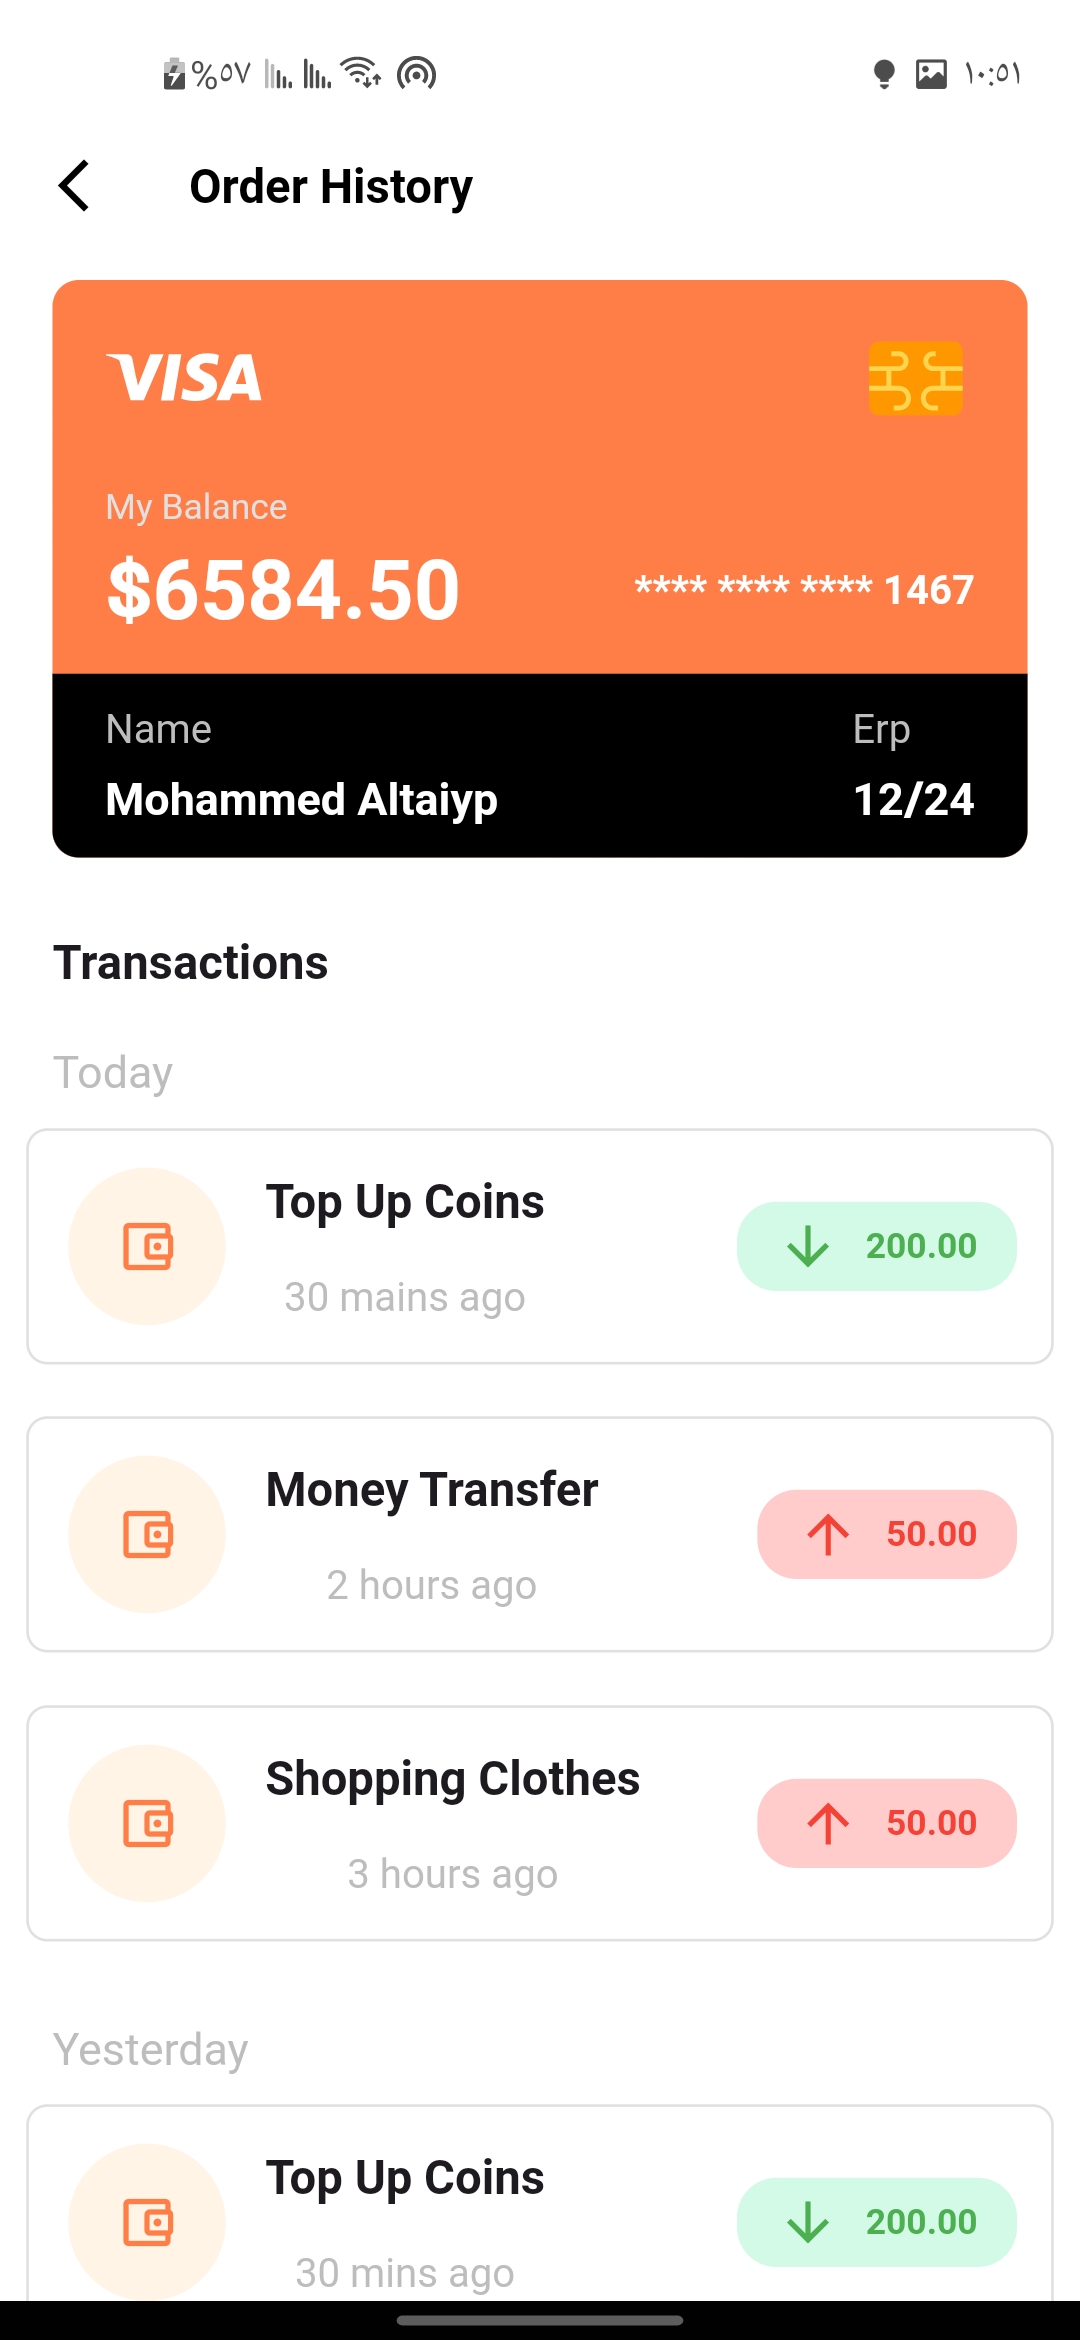 %٥٧
١٠:٥١
Order History
VISA
My Balance
$6584.50
**** **** **** 1467
Name
Erp
Mohammed Altaiyp
12/24
Transactions
Today
Top Up Coins
200.00
30 mains ago
Money Transfer
50.00
2 hours ago
Shopping Clothes
50.00
3 hours ago
Yesterday
Top Up Coins
200.00
30 mins ago